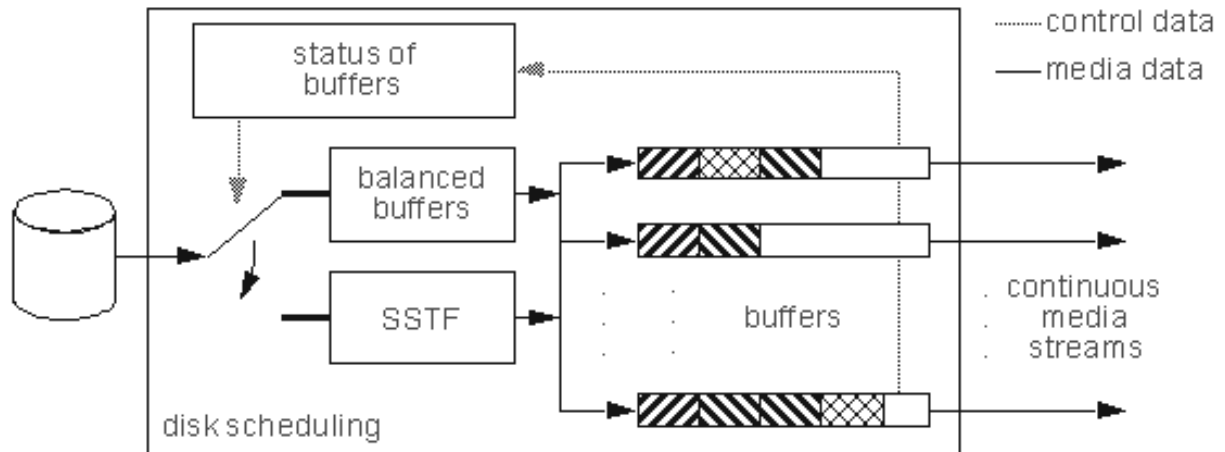 status of
buffers
control data
media data
balanced
buffers
SSTF
buffers
continuous
media
streams
disk scheduling